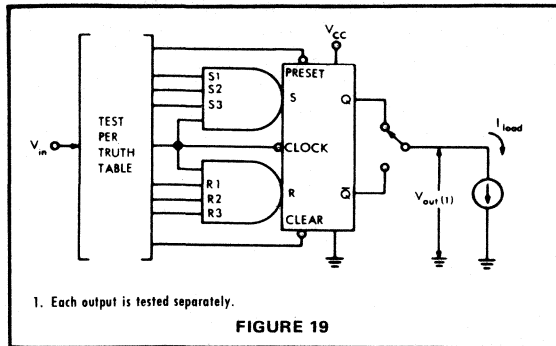 V_CC
PRESET
S1
S2
S3
S
Q
I_load
TEST
PER
TRUTH
TABLE
V_in
CLOCK
R1
R2
R3
R
Q̅
V_out(1)
CLEAR
1. Each output is tested separately.
FIGURE 19